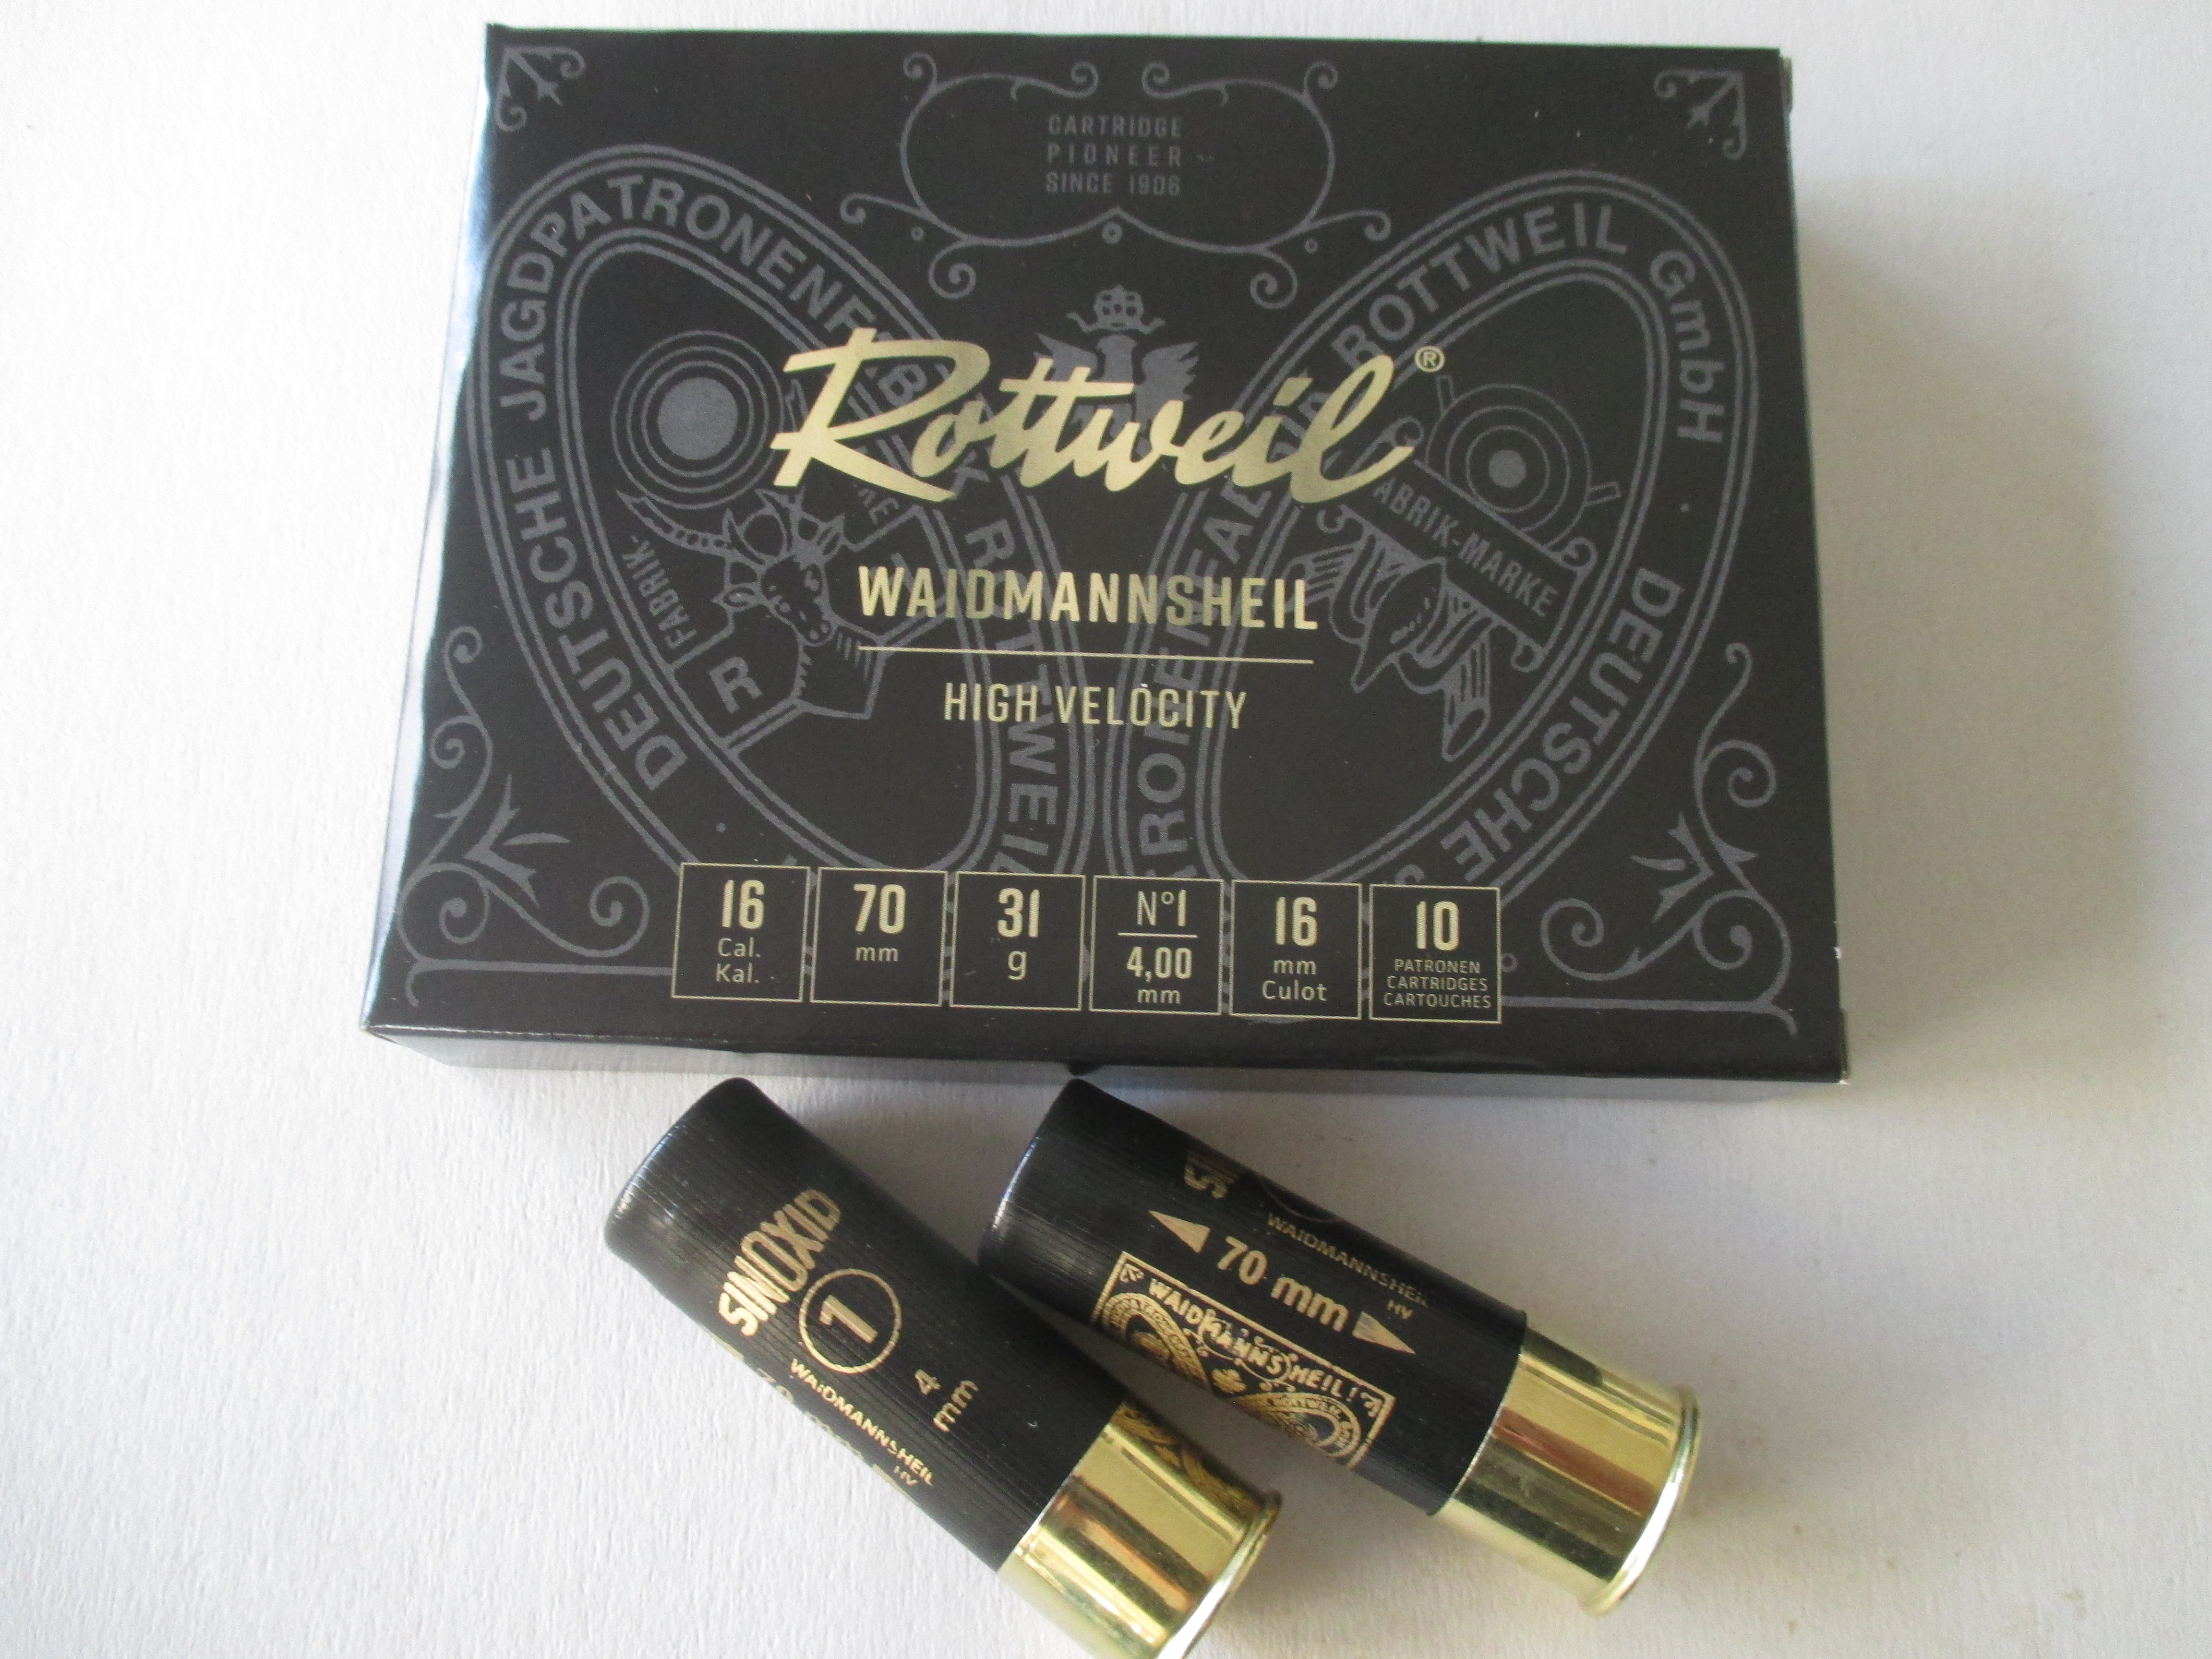 CARTRIDGE
PIONEER
SINCE 1906
DEUTSCHE JAGDPATRONENFABRIK ROTTWEIL
ROTTWEIL GmbH · DEUTSCHE
FABRIK-
R
FABRIK-MARKE
Rottweil®
WAIDMANNSHEIL
HIGH VELOCITY
16 Cal. Kal.
70 mm
31 g
N°1 4,00 mm
16 mm Culot
10 PATRONEN CARTRIDGES CARTOUCHES
SINOXID
1
4 mm
WAIDMANNSHEIL
HV
WAIDMANNSHEIL
HV
70 mm
WAIDMANNSHEIL!